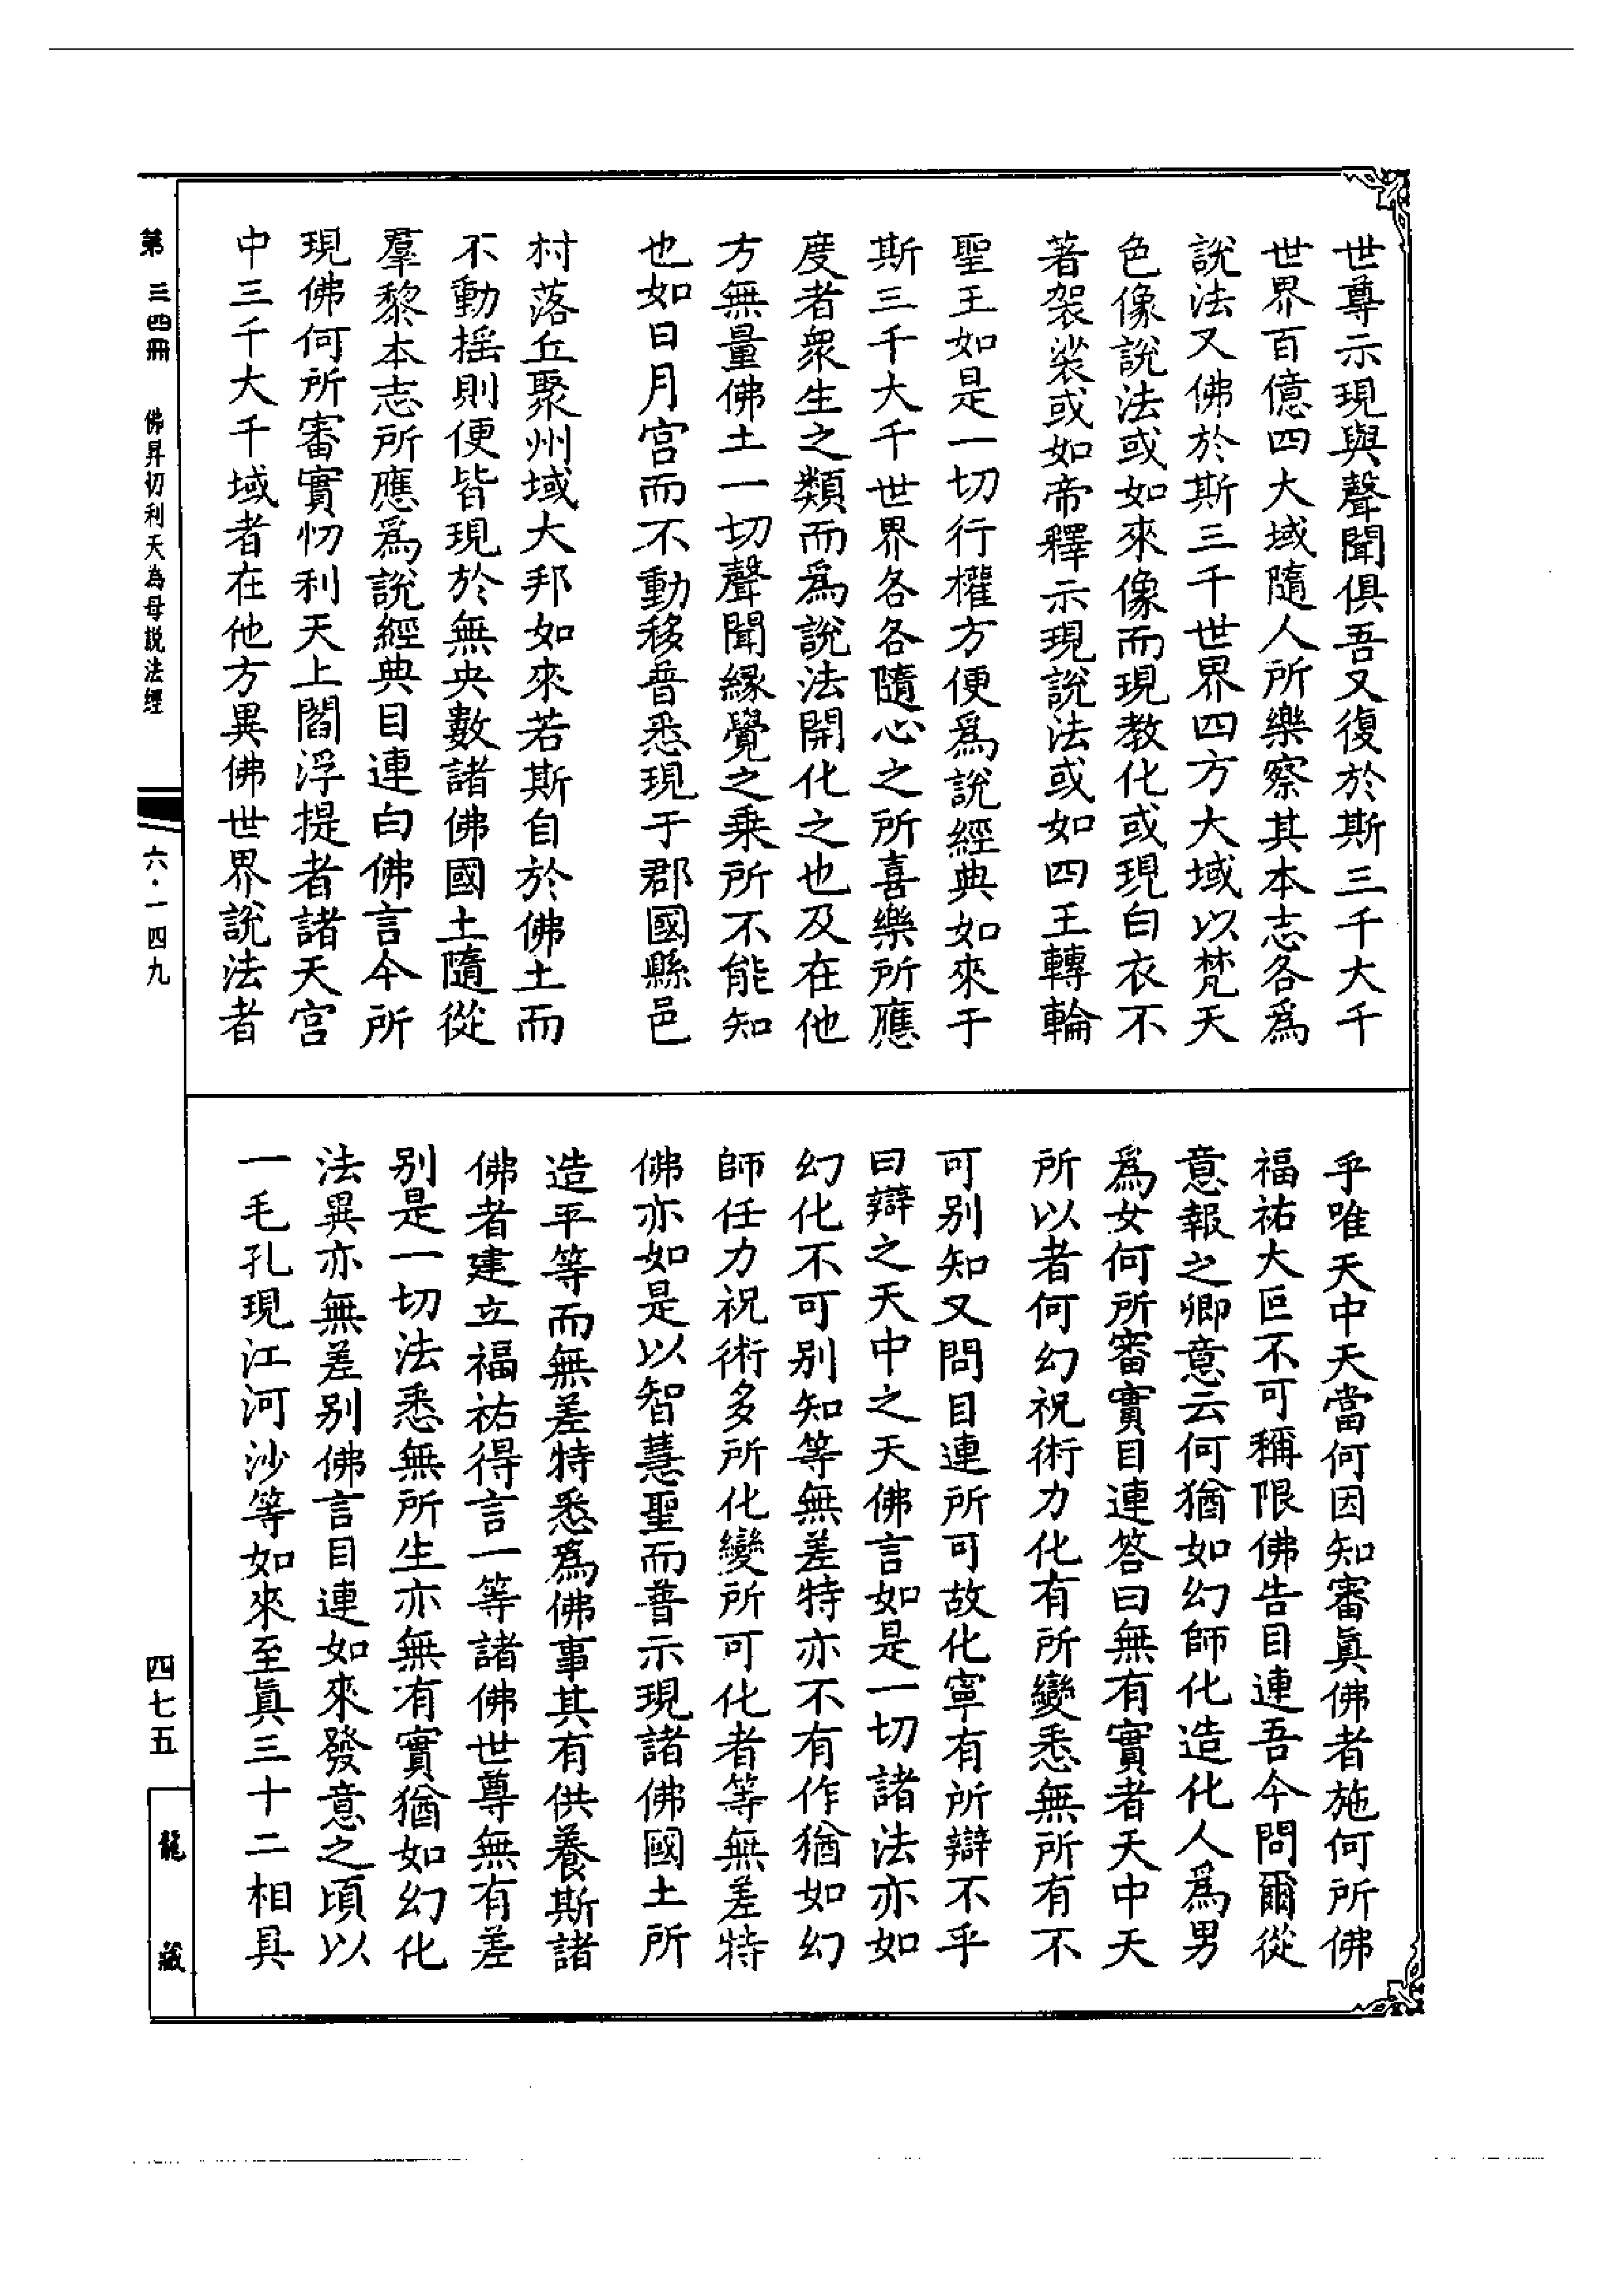 世尊示現與聲聞俱吾又復於斯三千大千
世界百億四大域隨人所樂察其本志各爲
說法又佛於斯三千世界四方大域以梵天
色像說法或如來像而現教化或現白衣不
著袈裟或如帝釋示現說法或如四王轉輪
聖王如是一切行權方便爲說經典如來于
斯三千大千世界各各隨心之所喜樂所應
度者衆生之類而爲說法開化之也及在他
方無量佛土一切聲聞緣覺之乘所不能知
也如日月宮而不動移普悉現于郡國縣邑
村落丘聚州域大邦如來若斯自於佛土而
不動搖則便皆現於無央數諸佛國土隨從
羣黎本志所應爲說經典目連白佛言今所
現佛何所審實忉利天上閻浮提者諸天宮
中三千大千域者在他方異佛世界說法者
乎唯天中天當何因知審眞佛者施何所佛
福祐大叵不可稱限佛告目連吾今問爾從
意報之卿意云何猶如幻師化造化人爲男
爲女何所審實目連答曰無有實者天中天
所以者何幻祝術力化有所變悉無所有不
可别知又問目連所可故化寧有所辯不乎
曰辯之天中之天佛言如是一切諸法亦如
幻化不可别知等無差特亦不有作猶如幻
師任力祝術多所化變所可化者等無差特
佛亦如是以智慧聖而普示現諸佛國土所
造平等而無差特悉爲佛事其有供養斯諸
佛者建立福祐得言一等諸佛世尊無有差
别是一切法悉無所生亦無有實猶如幻化
法異亦無差别佛言目連如來發意之頃以
一毛孔現江河沙等如來至眞三十二相具
第三四冊 佛昇忉利天為母説法經
六·一四九
四七五
龍藏